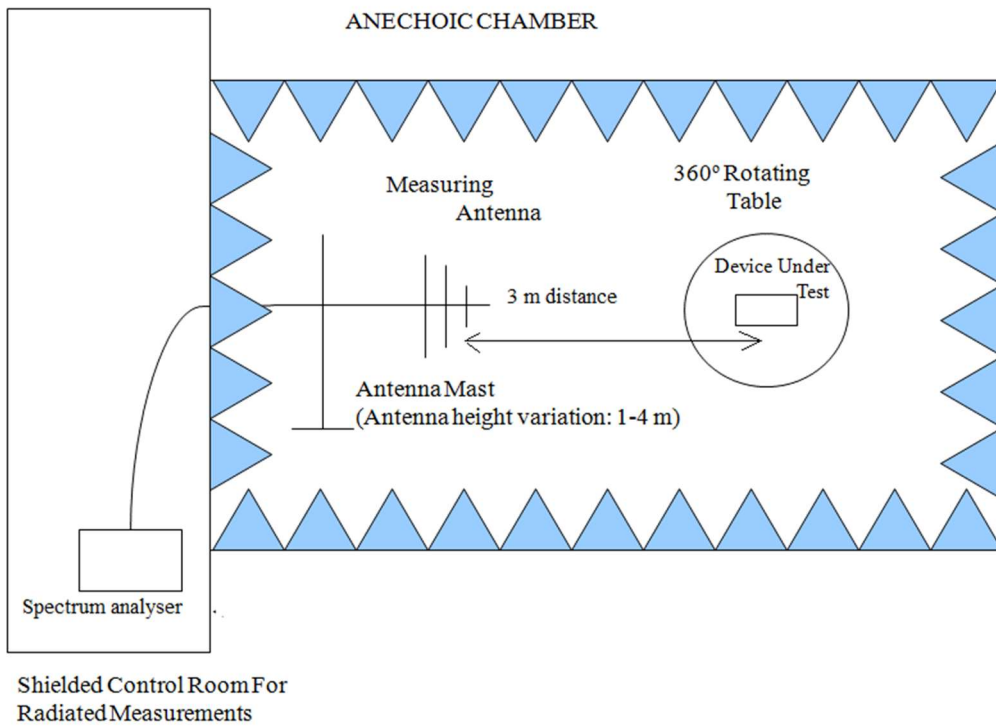 ANECHOIC CHAMBER
Measuring
Antenna
360º Rotating
Table
Device Under
Test
3 m distance
Antenna Mast
(Antenna height variation: 1-4 m)
Spectrum analyser
Shielded Control Room For
Radiated Measurements